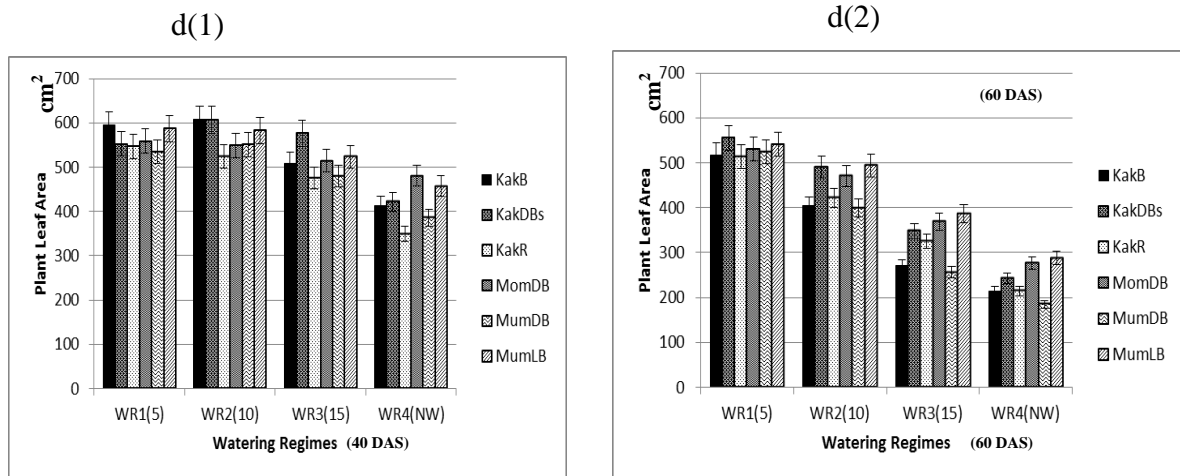 d(1)
cm²
Plant Leaf Area
700
600
500
400
300
200
100
0
WR1(5) WR2(10) WR3(15) WR4(NW)
Watering Regimes (40 DAS)
KakB
KakDBs
KakR
MomDB
MumDB
MumLB
d(2)
cm²
Plant Leaf Area
(60 DAS)
700
600
500
400
300
200
100
0
WR1(5) WR2(10) WR3(15) WR4(NW)
Watering Regimes (60 DAS)
KakB
KakDBs
KakR
MomDB
MumDB
MumLB